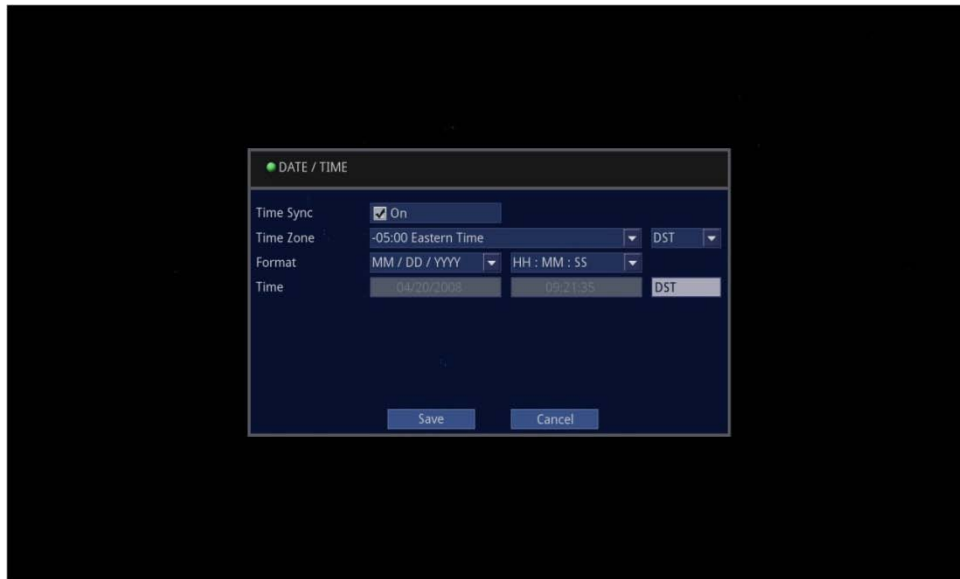 DATE / TIME
Time Sync On
Time Zone -05:00 Eastern Time DST
Format MM / DD / YYYY HH : MM : SS
Time 04/20/2008 09:21:35 DST
Save Cancel